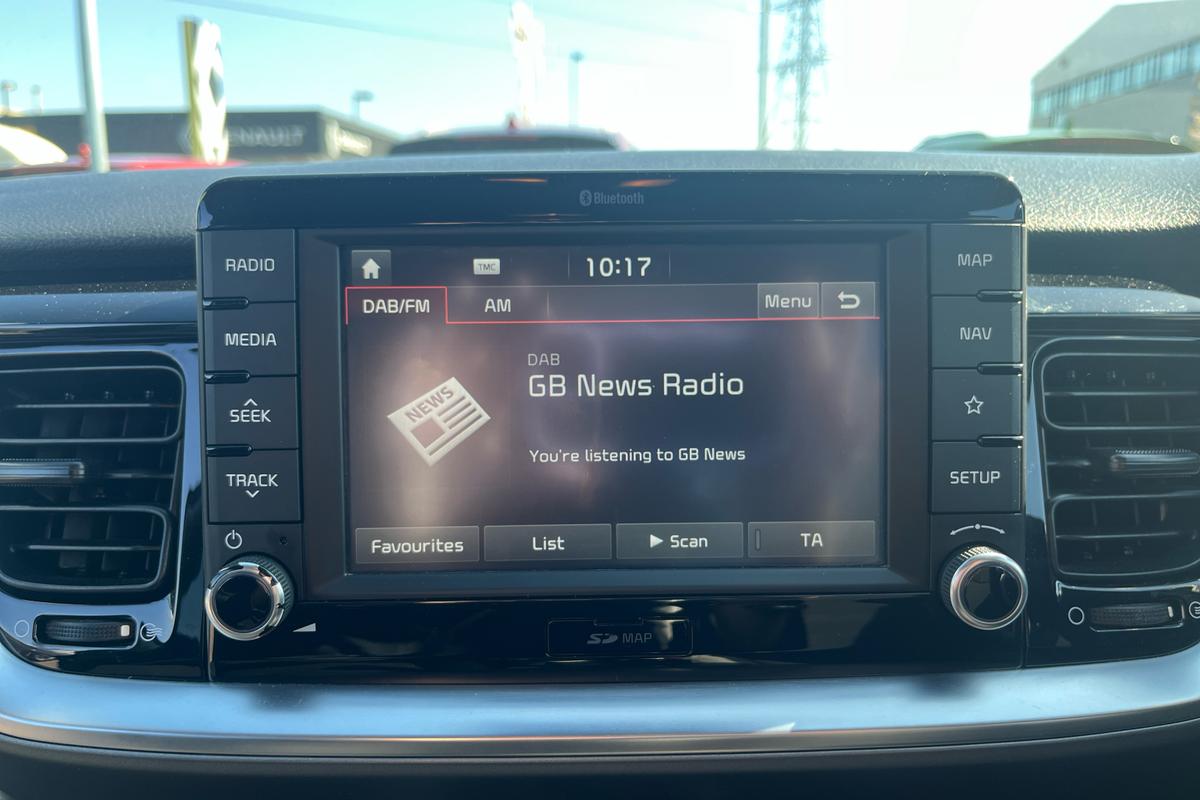 RENAULT
Bluetooth
RADIO
MEDIA
SEEK
TRACK
TMC
10:17
DAB/FM
AM
Menu
NEWS
DAB
GB News Radio
You're listening to GB News
Favourites
List
Scan
TA
MAP
NAV
SETUP
SD MAP